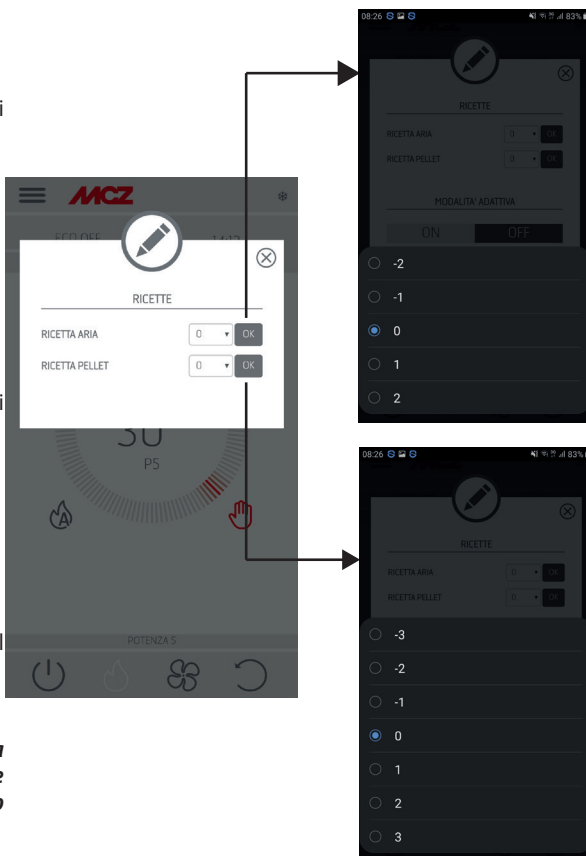 i
i
l
a
e
o
MCZ
ECO OFF 14:12
RICETTE
RICETTA ARIA 0 OK
RICETTA PELLET 0 OK
30
P5
A
POTENZA 5
08:26 83%
RICETTE
RICETTA ARIA 0 OK
RICETTA PELLET 0 OK
MODALITA' ADATTIVA
ON OFF
-2
-1
0
1
2
08:26 83%
RICETTE
RICETTA ARIA 0 OK
RICETTA PELLET 0 OK
-3
-2
-1
0
1
2
3